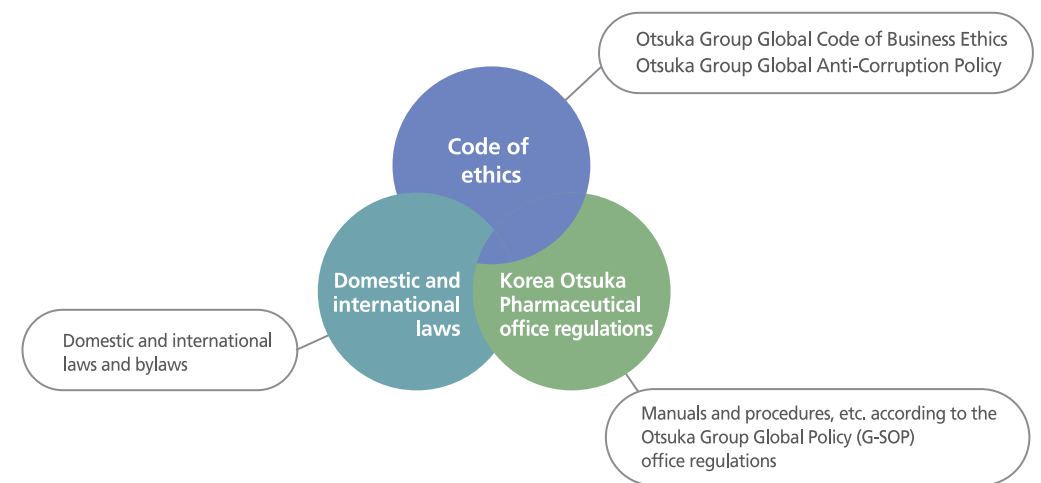 Otsuka Group Global Code of Business Ethics
Otsuka Group Global Anti-Corruption Policy
Code of
ethics
Domestic and
international
laws
Korea Otsuka
Pharmaceutical
office regulations
Domestic and international
laws and bylaws
Manuals and procedures, etc. according to the
Otsuka Group Global Policy (G-SOP)
office regulations